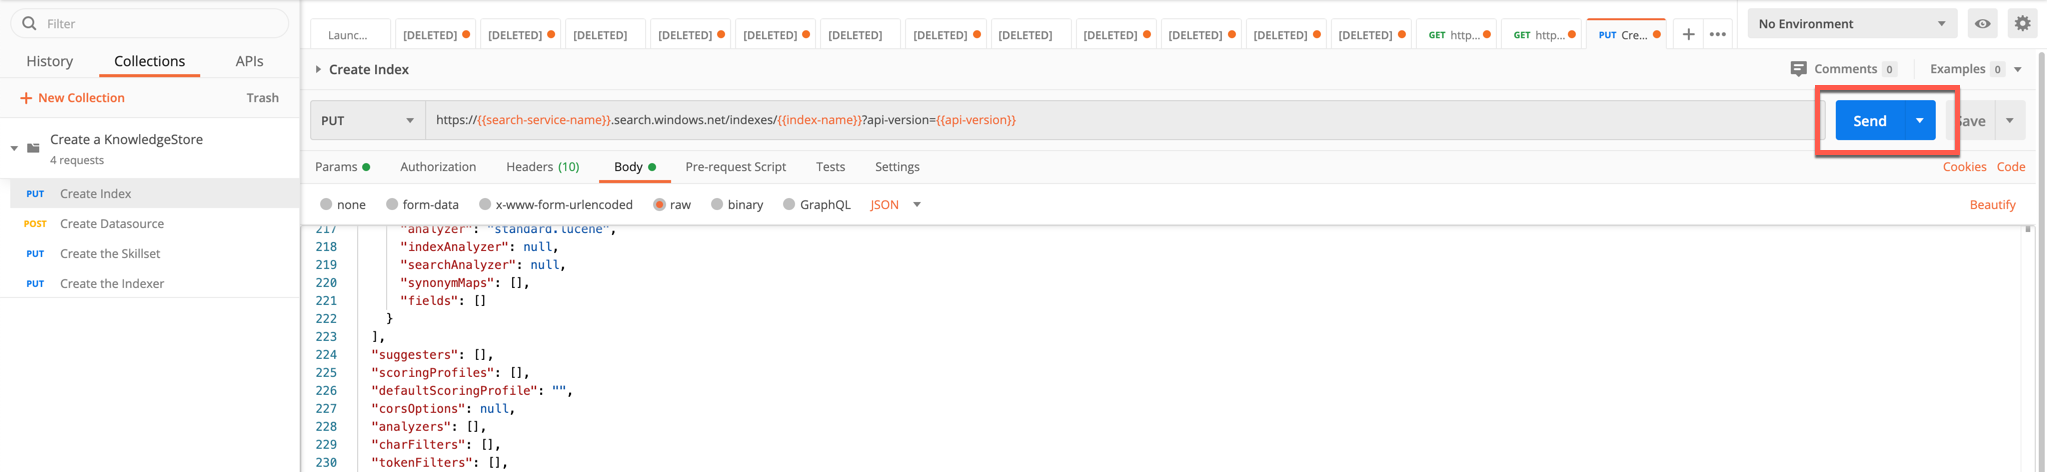 Filter
History Collections APIs
+ New Collection Trash
Create a KnowledgeStore
4 requests
PUT Create Index
POST Create Datasource
PUT Create the Skillset
PUT Create the Indexer
Launc... [DELETED] [DELETED] [DELETED] [DELETED] [DELETED] [DELETED] [DELETED] [DELETED] [DELETED] [DELETED] [DELETED] [DELETED] GET http... GET http... PUT Cre... + ••• No Environment
Create Index Comments 0 Examples 0
PUT https://{{search-service-name}}.search.windows.net/indexes/{{index-name}}?api-version={{api-version}} Send Save
Params Authorization Headers (10) Body Pre-request Script Tests Settings Cookies Code
none form-data x-www-form-urlencoded raw binary GraphQL JSON Beautify
217 "analyzer": "standard.lucene",
218 "indexAnalyzer": null,
219 "searchAnalyzer": null,
220 "synonymMaps": [],
221 "fields": []
222 }
223 ],
224 "suggesters": [],
225 "scoringProfiles": [],
226 "defaultScoringProfile": "",
227 "corsOptions": null,
228 "analyzers": [],
229 "charFilters": [],
230 "tokenFilters": [],